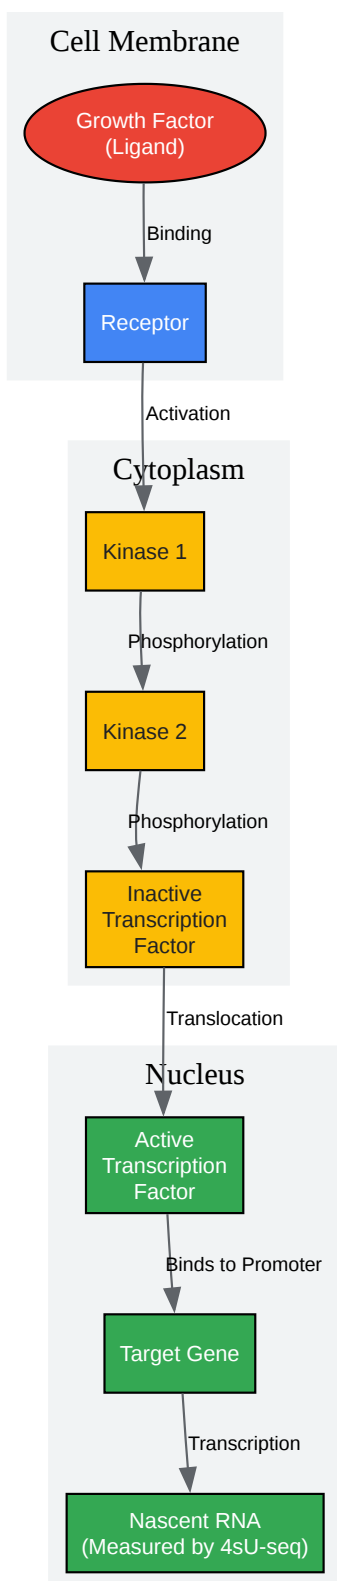 Cell Membrane
Growth Factor
(Ligand)
Binding
Receptor
Activation
Cytoplasm
Kinase 1
Phosphorylation
Kinase 2
Phosphorylation
Inactive
Transcription
Factor
Translocation
Nucleus
Active
Transcription
Factor
Binds to Promoter
Target Gene
Transcription
Nascent RNA
(Measured by 4sU-seq)